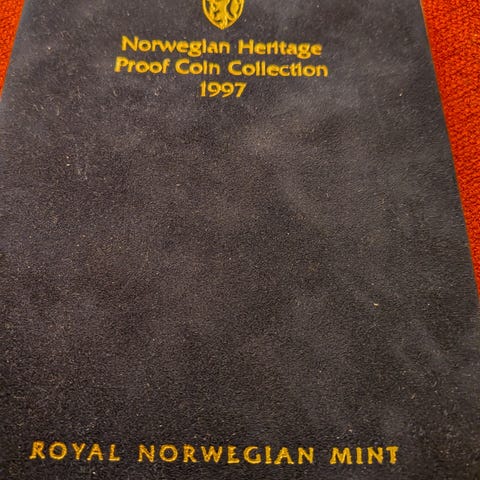 Norwegian Heritage
Proof Coin Collection
1997
ROYAL NORWEGIAN MINT